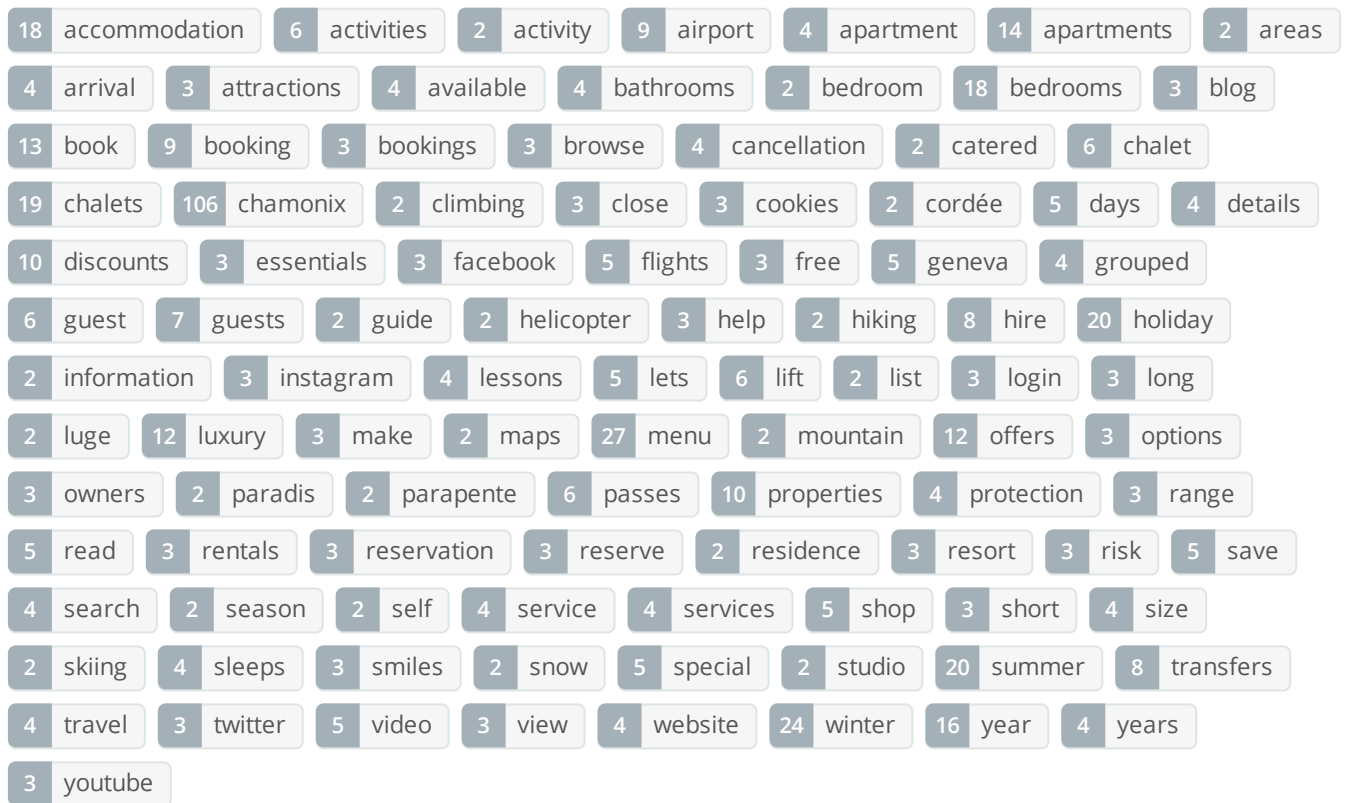 18 accommodation 6 activities 2 activity 9 airport 4 apartment 14 apartments 2 areas
4 arrival 3 attractions 4 available 4 bathrooms 2 bedroom 18 bedrooms 3 blog
13 book 9 booking 3 bookings 3 browse 4 cancellation 2 catered 6 chalet
19 chalets 106 chamonix 2 climbing 3 close 3 cookies 2 cordée 5 days 4 details
10 discounts 3 essentials 3 facebook 5 flights 3 free 5 geneva 4 grouped
6 guest 7 guests 2 guide 2 helicopter 3 help 2 hiking 8 hire 20 holiday
2 information 3 instagram 4 lessons 5 lets 6 lift 2 list 3 login 3 long
2 luge 12 luxury 3 make 2 maps 27 menu 2 mountain 12 offers 3 options
3 owners 2 paradis 2 parapente 6 passes 10 properties 4 protection 3 range
5 read 3 rentals 3 reservation 3 reserve 2 residence 3 resort 3 risk 5 save
4 search 2 season 2 self 4 service 4 services 5 shop 3 short 4 size
2 skiing 4 sleeps 3 smiles 2 snow 5 special 2 studio 20 summer 8 transfers
4 travel 3 twitter 5 video 3 view 4 website 24 winter 16 year 4 years
3 youtube